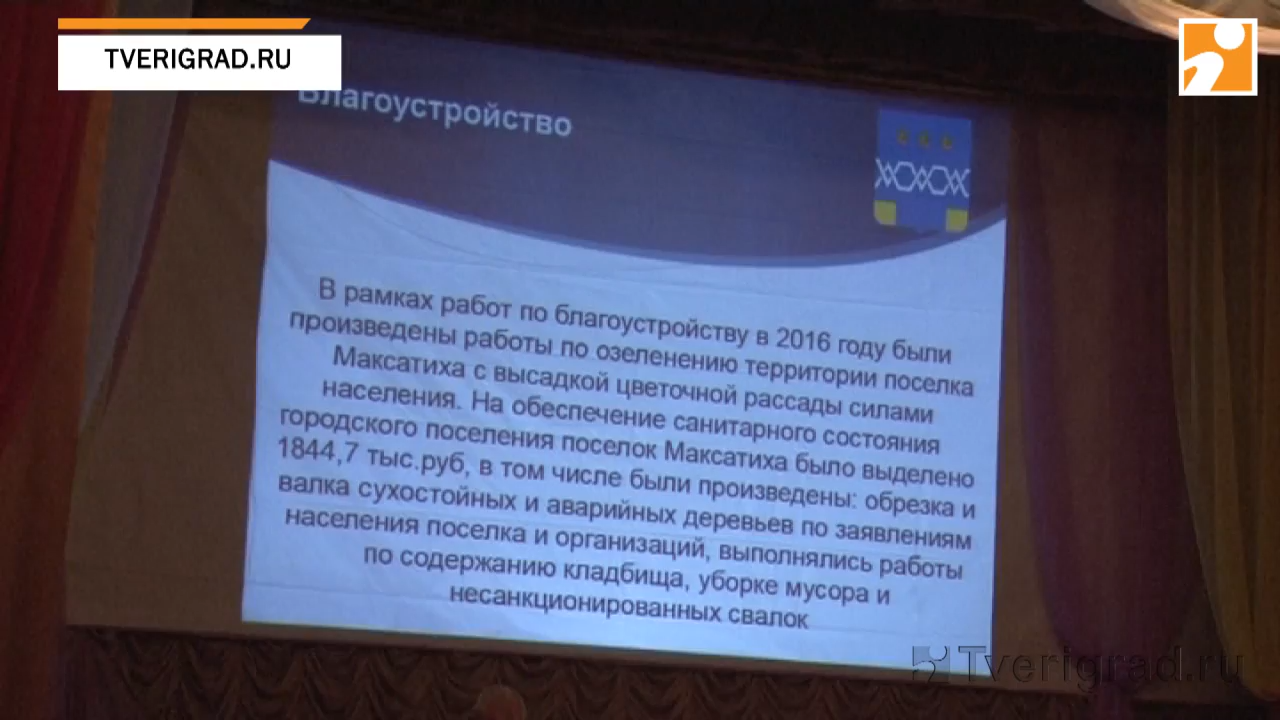 TVERIGRAD.RU
Благоустройство
В рамках работ по благоустройству в 2016 году были
произведены работы по озеленению территории поселка
Максатиха с высадкой цветочной рассады силами
населения. На обеспечение санитарного состояния
городского поселения поселок Максатиха было выделено
1844,7 тыс.руб, в том числе были произведены: обрезка и
валка сухостойных и аварийных деревьев по заявлениям
населения поселка и организаций, выполнялись работы
по содержанию кладбища, уборке мусора и
несанкционированных свалок
Tverigrad.ru